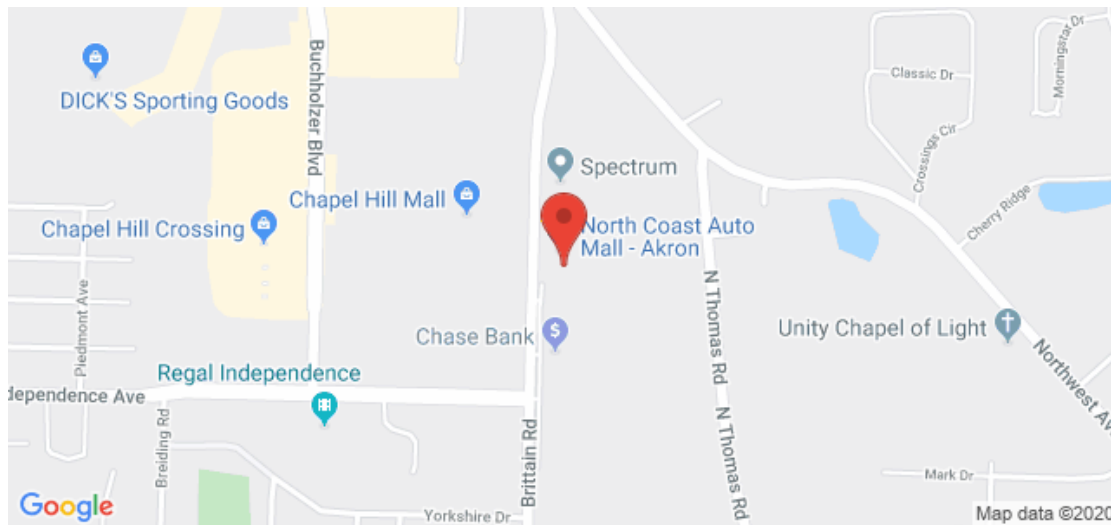 Morningstar Dr
Classic Dr
Buchholzer Blvd
DICK'S Sporting Goods
Spectrum
Crossings Cir
Chapel Hill Mall
Cherry Ridge
Chapel Hill Crossing
North Coast Auto
Mall - Akron
Piedmont Ave
N Thomas Rd
Chase Bank
Unity Chapel of Light
Northwest Av
Regal Independence
dependence Ave
Breiding Rd
Brittain Rd
N Thomas Rd
Mark Dr
Google
Yorkshire Dr
Map data ©2020